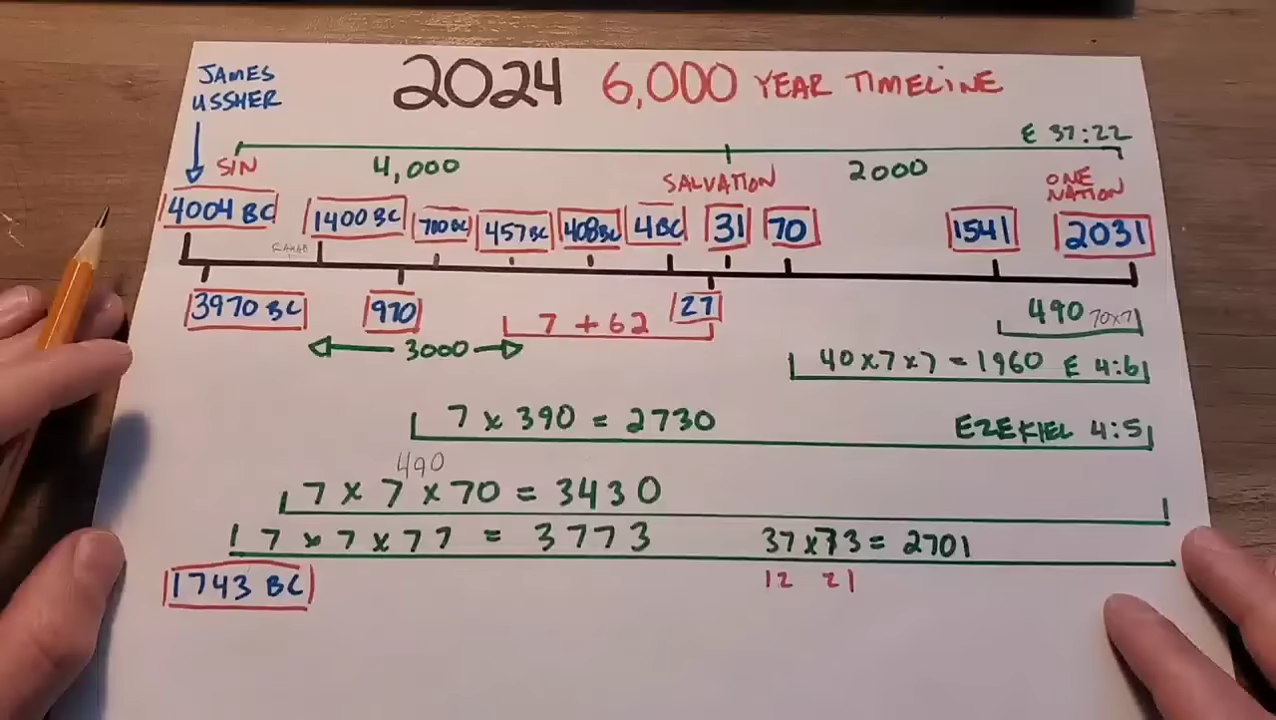 JAMES
USSHER
2024 6,000 YEAR TIMELINE
E 37:22
SIN 4,000 2000
SALVATION ONE
NATION
4004 BC 1400 BC 700 BC 457 BC 408 BC 4 BC 31 70 1541 2031
3970 BC 970 27 490 70x7
7 + 62
3000
40 x 7 x 7 = 1960 E 4:6
7 x 390 = 2730 EZEKIEL 4:5
490
7 x 7 x 70 = 3430
7 x 7 x 77 = 3773 37 x 73 = 2701
12 21
1743 BC